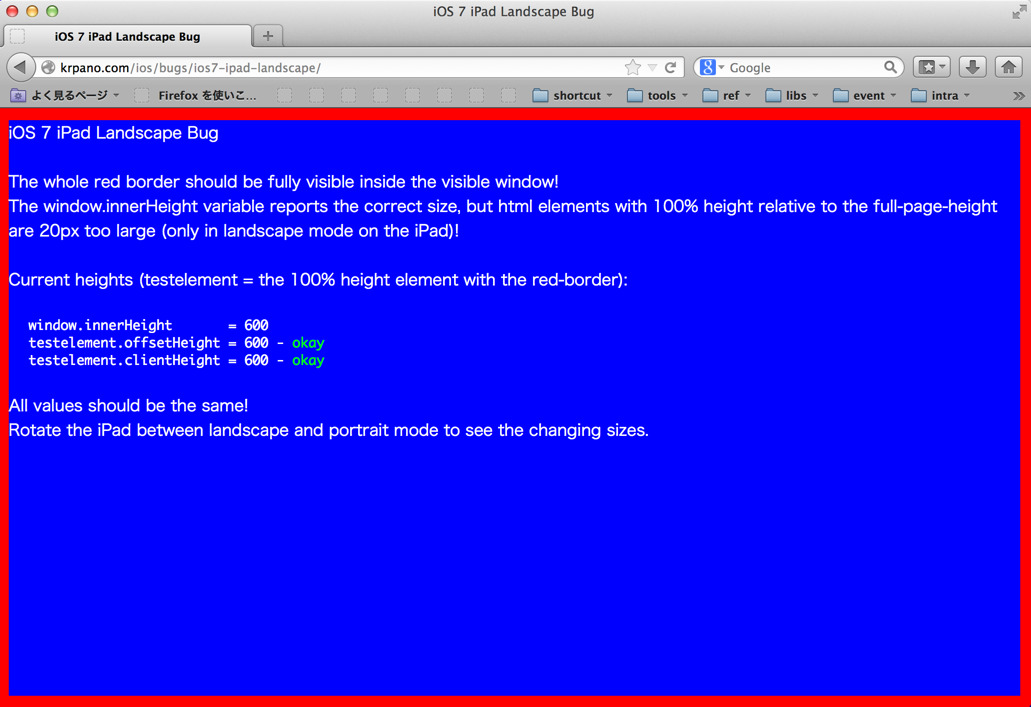 iOS 7 iPad Landscape Bug
iOS 7 iPad Landscape Bug
krpano.com/ios/bugs/ios7-ipad-landscape/
Google
よく見るページ Firefox を使いこ... shortcut tools ref libs event intra
iOS 7 iPad Landscape Bug
The whole red border should be fully visible inside the visible window!
The window.innerHeight variable reports the correct size, but html elements with 100% height relative to the full-page-height
are 20px too large (only in landscape mode on the iPad)!
Current heights (testelement = the 100% height element with the red-border):
window.innerHeight = 600
testelement.offsetHeight = 600 - okay
testelement.clientHeight = 600 - okay
All values should be the same!
Rotate the iPad between landscape and portrait mode to see the changing sizes.